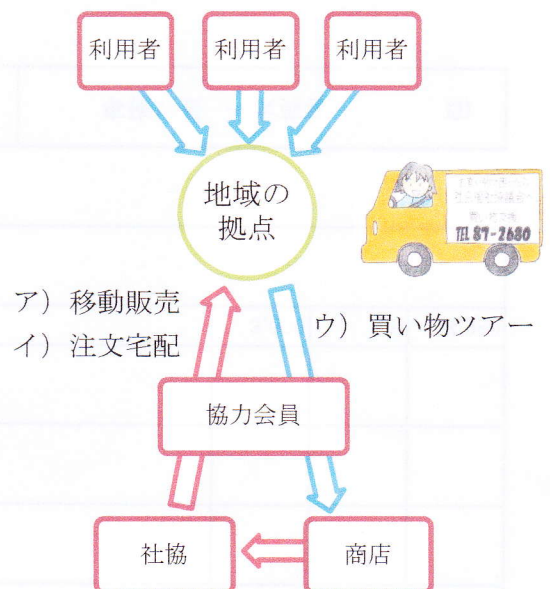 利用者
利用者
利用者
地域の
拠点
TEL 87-2680
ア）移動販売
イ）注文宅配
ウ）買い物ツアー
協力会員
社協
商店